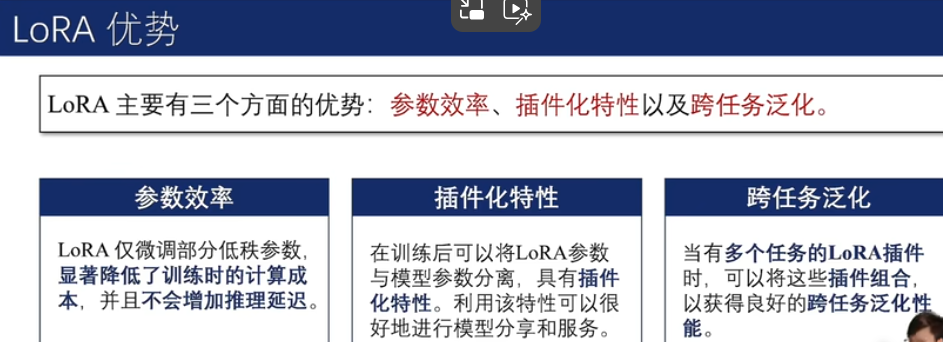 LoRA 优势
LoRA 主要有三个方面的优势：参数效率、插件化特性以及跨任务泛化。
参数效率
LoRA 仅微调部分低秩参数，
显著降低了训练时的计算成
本，并且不会增加推理延迟。
插件化特性
在训练后可以将LoRA参数
与模型参数分离，具有插件
化特性。利用该特性可以很
好地进行模型分享和服务。
跨任务泛化
当有多个任务的LoRA插件
时，可以将这些插件组合，
以获得良好的跨任务泛化性
能。